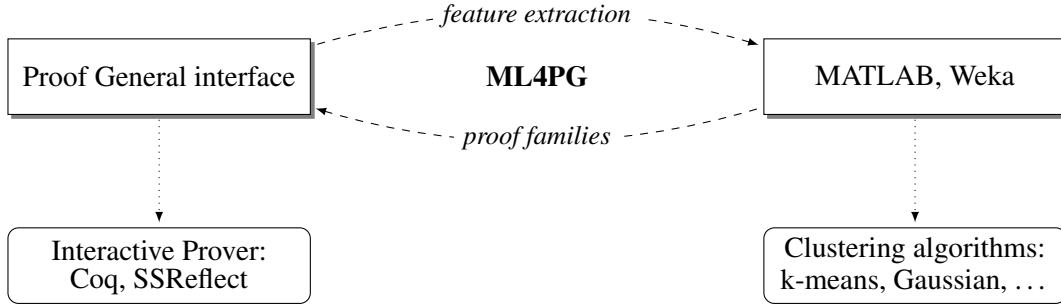 feature extraction
Proof General interface
ML4PG
MATLAB, Weka
proof families
Interactive Prover:
Coq, SSReflect
Clustering algorithms:
k-means, Gaussian, …